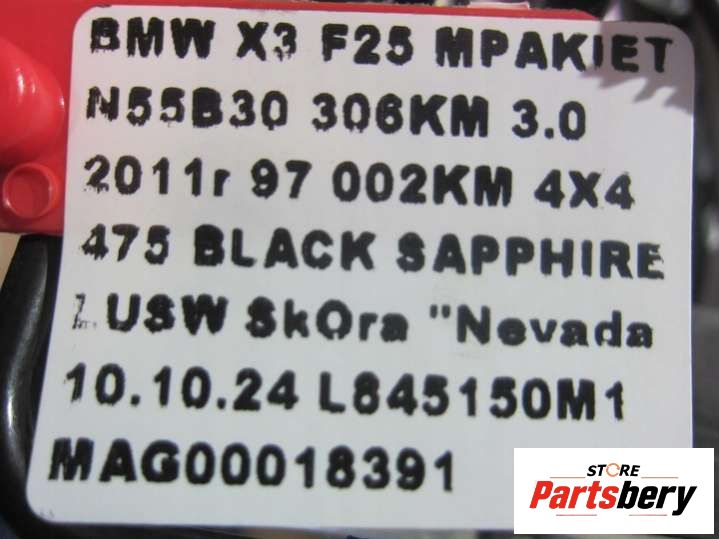 BMW X3 F25 MPAKIET
N55B30 306KM 3.0
2011r 97 002KM 4X4
475 BLACK SAPPHIRE
LUSW SkOra "Nevada
10.10.24 L845150M1
MAG00018391
STORE
Partsbery